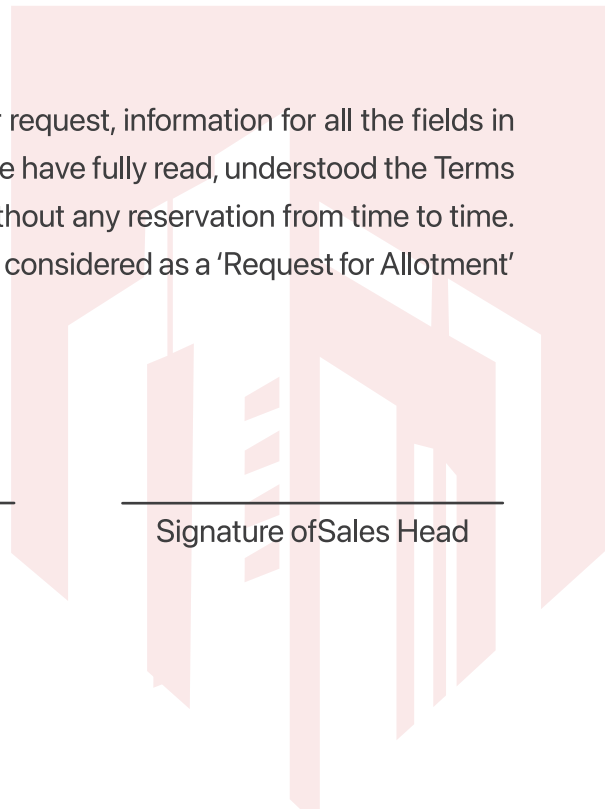 request, information for all the fields in
e have fully read, understood the Terms
thout any reservation from time to time.
considered as a ‘Request for Allotment’
Signature ofSales Head